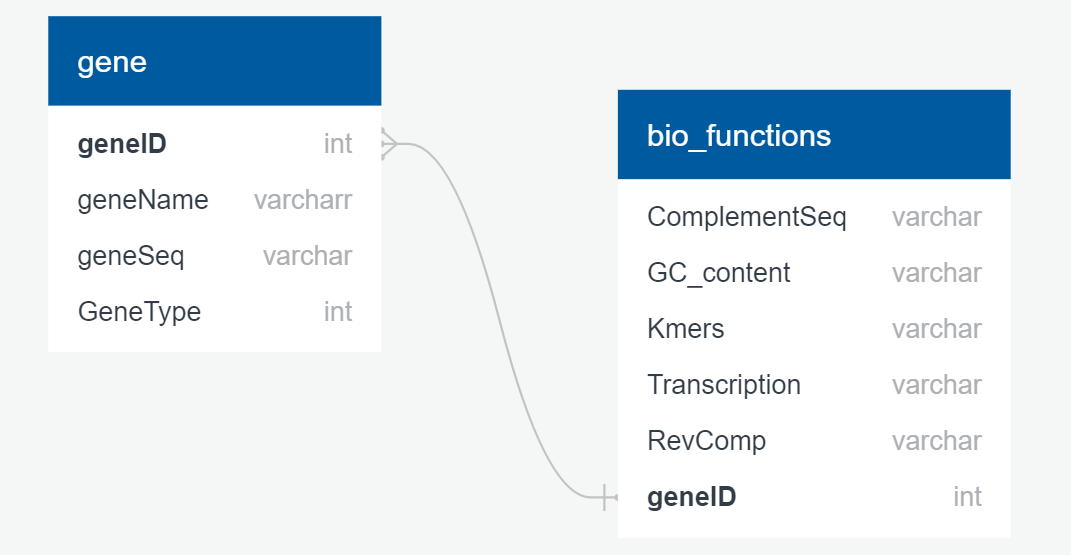 gene
geneID int
geneName varcharr
geneSeq varchar
GeneType int
bio_functions
ComplementSeq varchar
GC_content varchar
Kmers varchar
Transcription varchar
RevComp varchar
geneID int